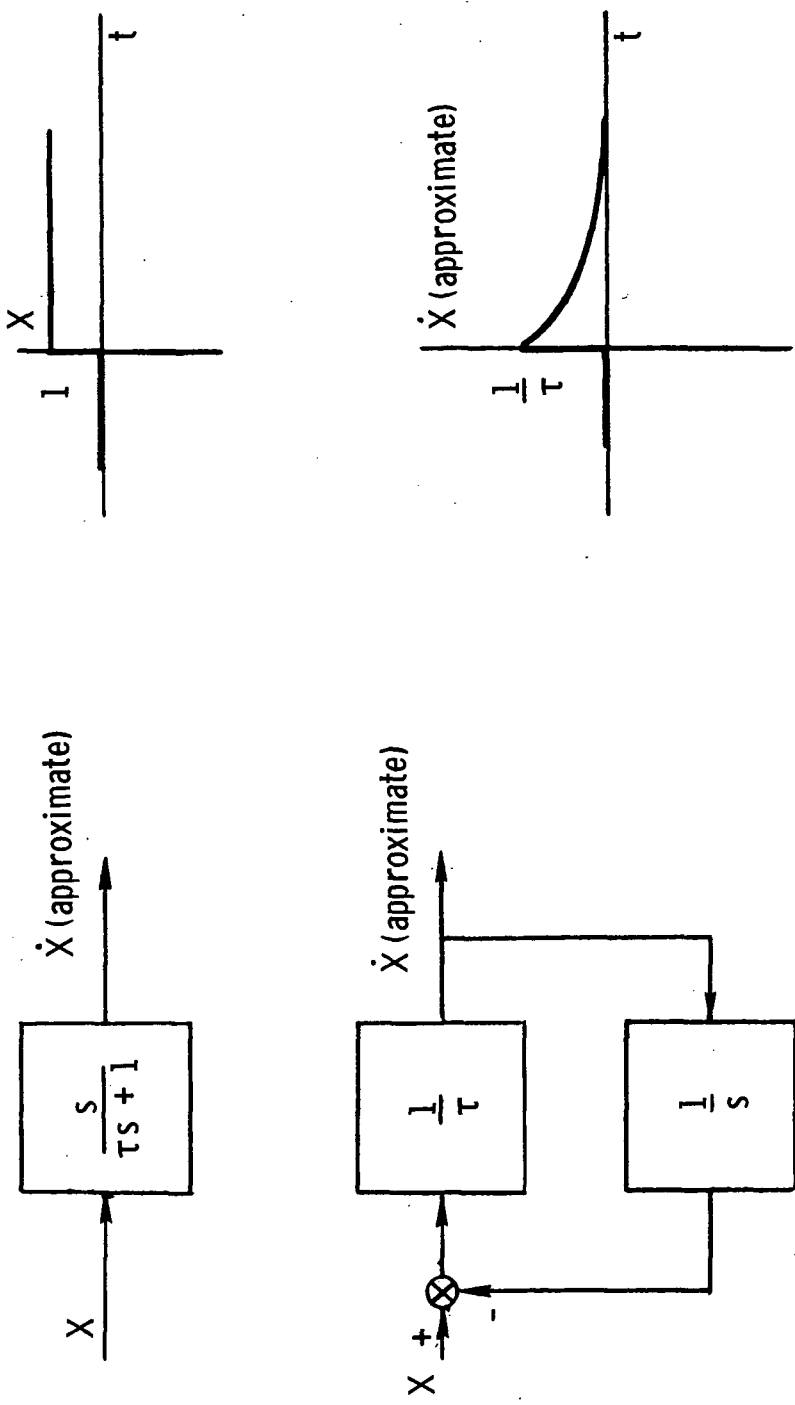 X
s
τs + 1
Ẋ (approximate)
X
1
t
X
+
-
1
τ
Ẋ (approximate)
1
s
Ẋ (approximate)
1
τ
t